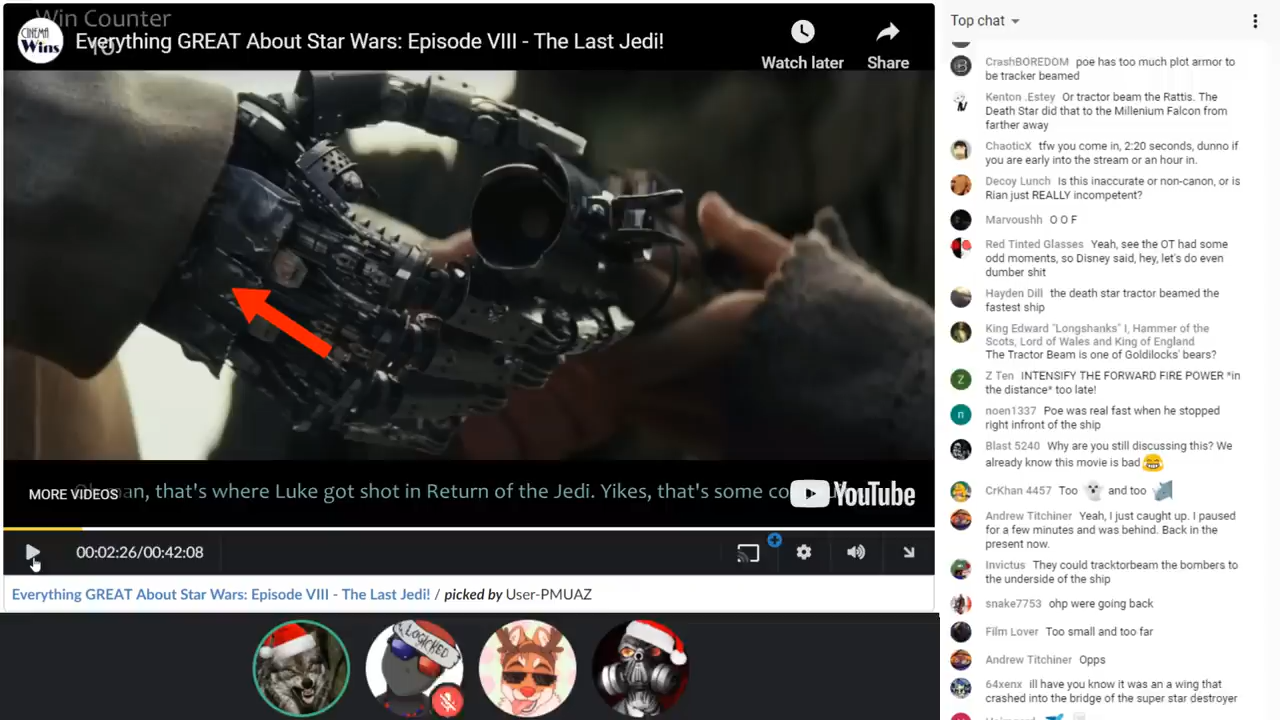 Win Counter
10
CINEMA
Wins
Everything GREAT About Star Wars: Episode VIII - The Last Jedi!
Watch later
Share
MORE VIDEOS
man, that's where Luke got shot in Return of the Jedi. Yikes, that's some
YouTube
00:02:26/00:42:08
Everything GREAT About Star Wars: Episode VIII - The Last Jedi! / picked by User-PMUAZ
LOGICKED
Top chat
CrashBOREDOM poe has too much plot armor to
be tracker beamed
Kenton .Estey Or tractor beam the Rattis. The
Death Star did that to the Millenium Falcon from
farther away
ChaoticX tfw you come in, 2:20 seconds, dunno if
you are early into the stream or an hour in.
Decoy Lunch Is this inaccurate or non-canon, or is
Rian just REALLY incompetent?
Marvoushh O O F
Red Tinted Glasses Yeah, see the OT had some
odd moments, so Disney said, hey, let's do even
dumber shit
Hayden Dill the death star tractor beamed the
fastest ship
King Edward "Longshanks" I, Hammer of the
Scots, Lord of Wales and King of England
The Tractor Beam is one of Goldilocks' bears?
Z
Z Ten INTENSIFY THE FORWARD FIRE POWER *in
the distance* too late!
n
noen1337 Poe was real fast when he stopped
right infront of the ship
Blast 5240 Why are you still discussing this? We
already know this movie is bad
CrKhan 4457 Too and too
Andrew Titchiner Yeah, I just caught up. I paused
for a few minutes and was behind. Back in the
present now.
Invictus They could tracktorbeam the bombers to
the underside of the ship
snake7753 ohp were going back
Film Lover Too small and too far
Andrew Titchiner Opps
64xenx ill have you know it was an a wing that
crashed into the bridge of the super star destroyer